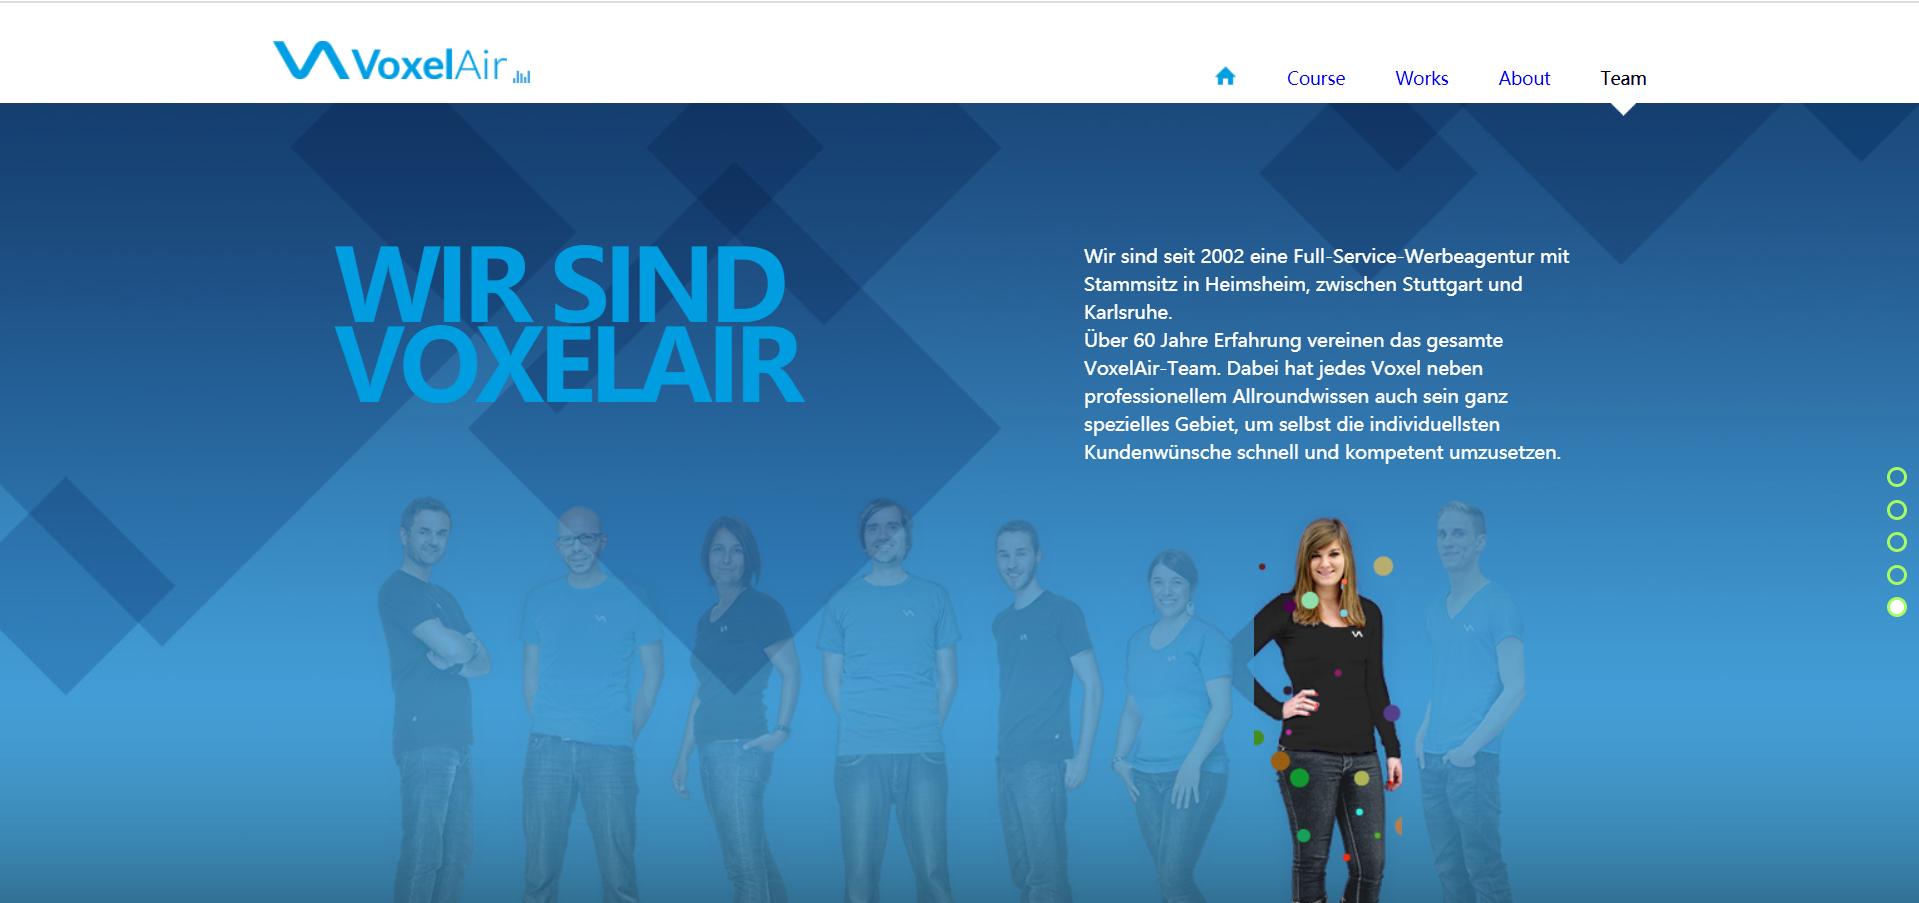 VoxelAir
Course Works About Team
WIR SIND
VOXELAIR
Wir sind seit 2002 eine Full-Service-Werbeagentur mit
Stammsitz in Heimsheim, zwischen Stuttgart und
Karlsruhe.
Über 60 Jahre Erfahrung vereinen das gesamte
VoxelAir-Team. Dabei hat jedes Voxel neben
professionellem Allroundwissen auch sein ganz
spezielles Gebiet, um selbst die individuellsten
Kundenwünsche schnell und kompetent umzusetzen.